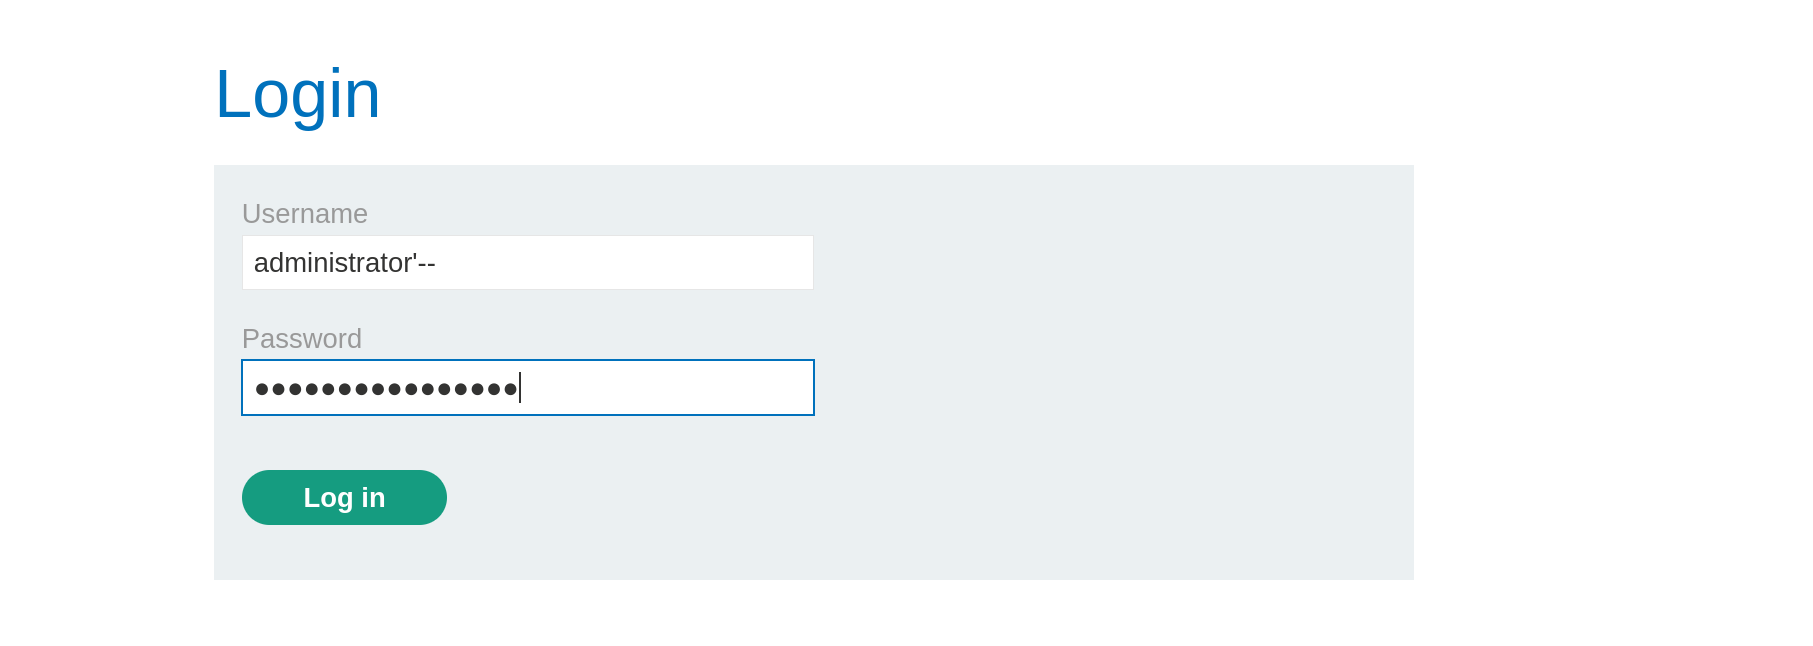 Login
Username
administrator'--
Password
••••••••••••••••
Log in